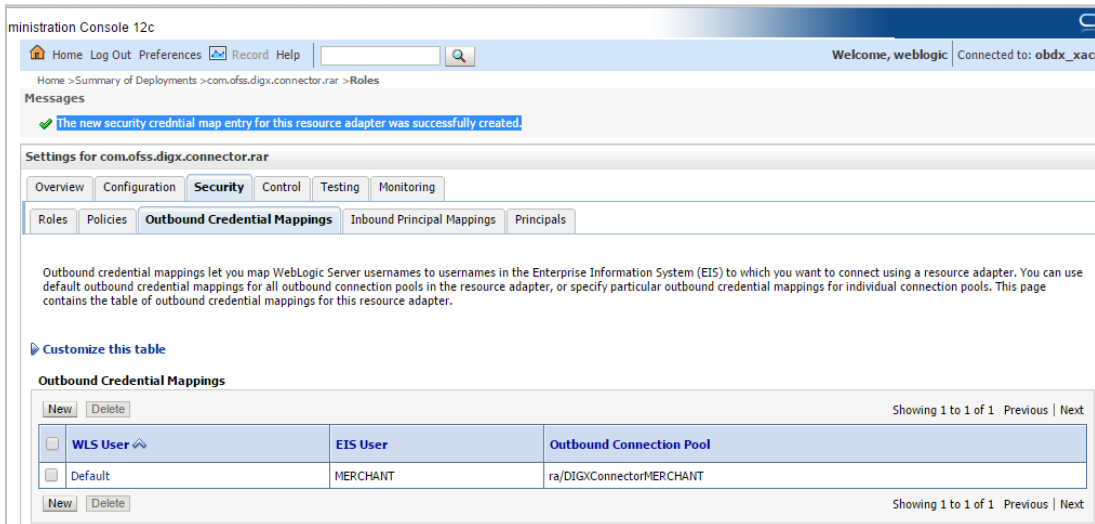 ministration Console 12c
Home Log Out Preferences Record Help
Welcome, weblogic Connected to: obdx_xac
Home >Summary of Deployments >com.ofss.digx.connector.rar >Roles
Messages
The new security credntial map entry for this resource adapter was successfully created.
Settings for com.ofss.digx.connector.rar
Overview Configuration Security Control Testing Monitoring
Roles Policies Outbound Credential Mappings Inbound Principal Mappings Principals
Outbound credential mappings let you map WebLogic Server usernames to usernames in the Enterprise Information System (EIS) to which you want to connect using a resource adapter. You can use
default outbound credential mappings for all outbound connection pools in the resource adapter, or specify particular outbound credential mappings for individual connection pools. This page
contains the table of outbound credential mappings for this resource adapter.
Customize this table
Outbound Credential Mappings
New Delete Showing 1 to 1 of 1 Previous | Next
WLS User EIS User Outbound Connection Pool
Default MERCHANT ra/DIGXConnectorMERCHANT
New Delete Showing 1 to 1 of 1 Previous | Next